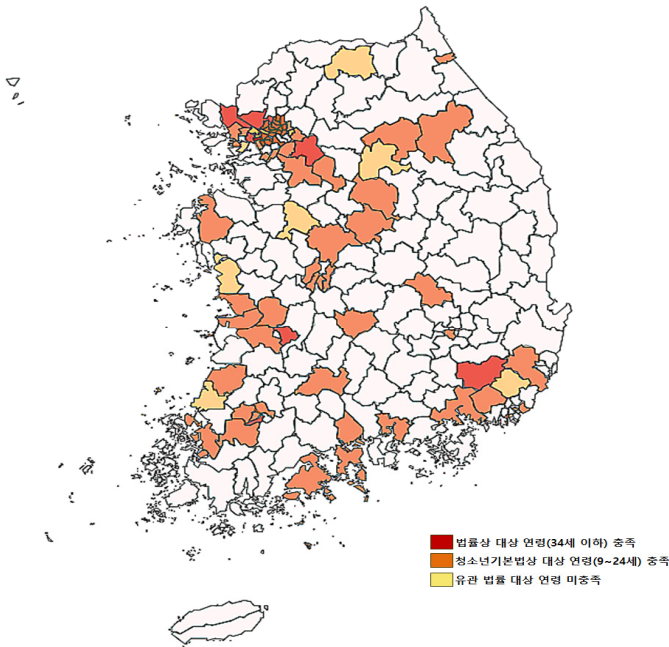 법률상 대상 연령(34세 이하) 충족
청소년기본법상 대상 연령(9~24세) 충족
유관 법률 대상 연령 미충족